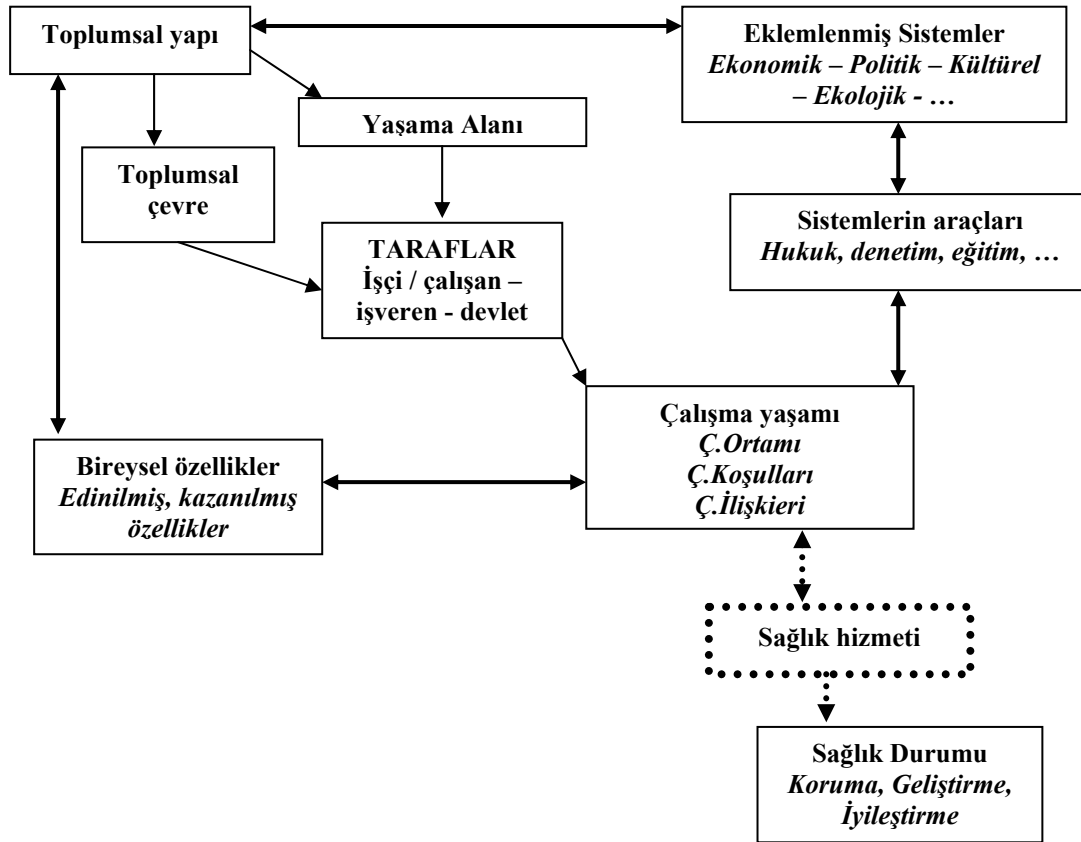 Toplumsal yapı
Eklemlenmiş Sistemler
Ekonomik – Politik – Kültürel
– Ekolojik - …
Yaşama Alanı
Toplumsal
çevre
Sistemlerin araçları
Hukuk, denetim, eğitim, …
TARAFLAR
İşçi / çalışan –
işveren - devlet
Çalışma yaşamı
Ç.Ortamı
Ç.Koşulları
Ç.İlişkieri
Bireysel özellikler
Edinilmiş, kazanılmış
özellikler
Sağlık hizmeti
Sağlık Durumu
Koruma, Geliştirme,
İyileştirme